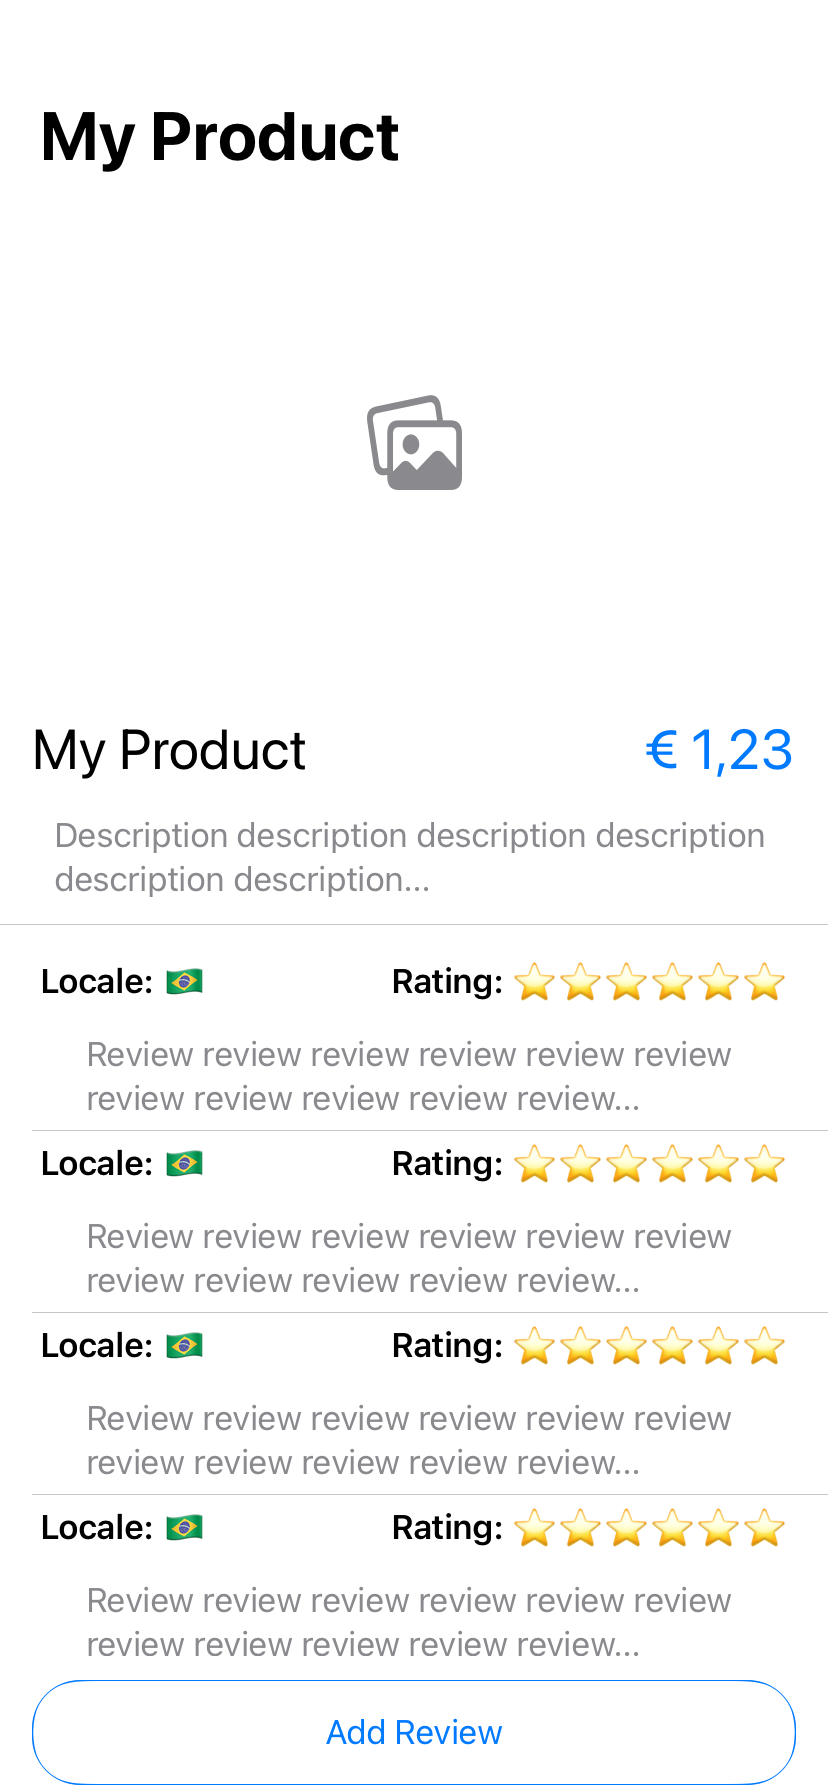 My Product
My Product € 1,23
Description description description description
description description...
Locale: 🇧🇷 Rating: ⭐⭐⭐⭐⭐⭐
Review review review review review review
review review review review review...
Locale: 🇧🇷 Rating: ⭐⭐⭐⭐⭐⭐
Review review review review review review
review review review review review...
Locale: 🇧🇷 Rating: ⭐⭐⭐⭐⭐⭐
Review review review review review review
review review review review review...
Locale: 🇧🇷 Rating: ⭐⭐⭐⭐⭐⭐
Review review review review review review
review review review review review...
Add Review